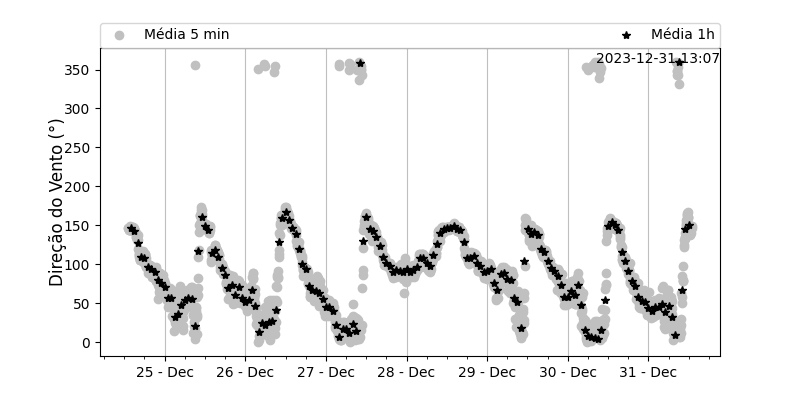 Média 5 min
Média 1h
2023-12-31 13:07
Direção do Vento (°)
350
300
250
200
150
100
50
0
25 - Dec
26 - Dec
27 - Dec
28 - Dec
29 - Dec
30 - Dec
31 - Dec